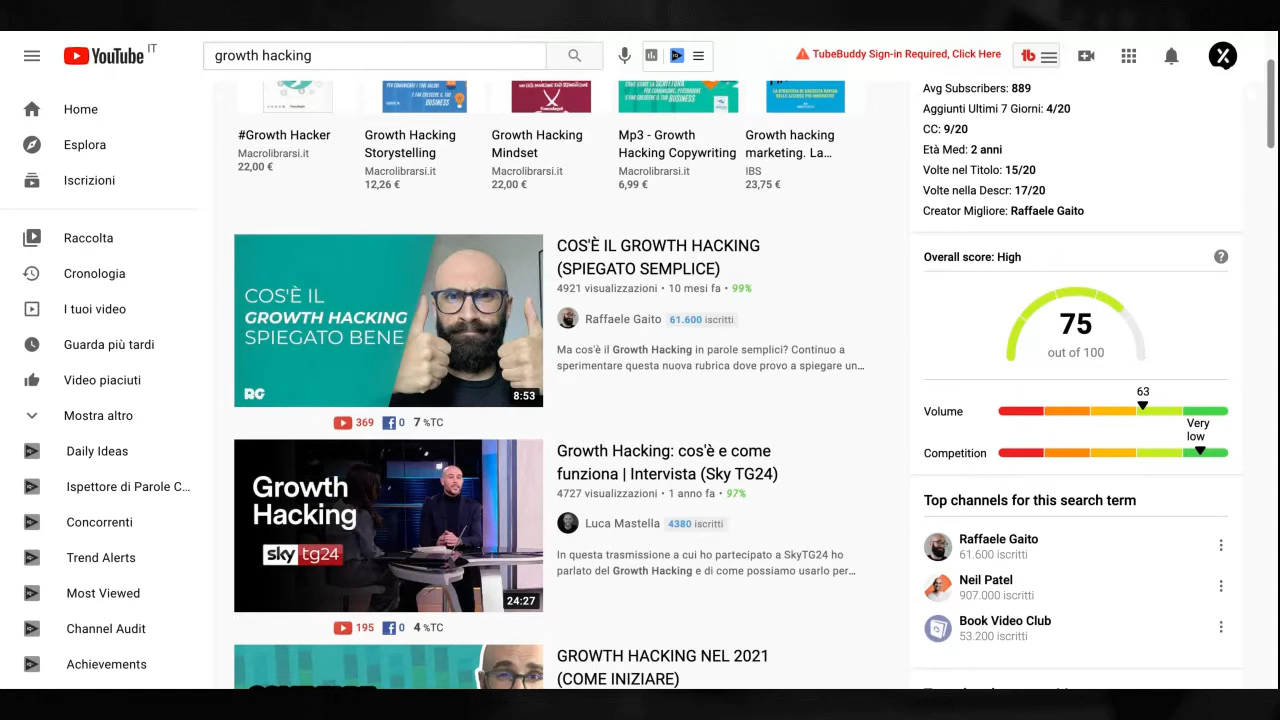 YouTube IT
growth hacking
TubeBuddy Sign-in Required, Click Here
tb
Home
Esplora
Iscrizioni
Raccolta
Cronologia
I tuoi video
Guarda più tardi
Video piaciuti
Mostra altro
Daily Ideas
Ispettore di Parole C...
Concorrenti
Trend Alerts
Most Viewed
Channel Audit
Achievements
#Growth Hacker
Macrolibrarsi.it
22,00 €
Growth Hacking
Storystelling
Macrolibrarsi.it
12,26 €
Growth Hacking
Mindset
Macrolibrarsi.it
22,00 €
Mp3 - Growth
Hacking Copywriting
Macrolibrarsi.it
6,99 €
Growth hacking
marketing. La...
IBS
23,75 €
COS'È IL
GROWTH HACKING
SPIEGATO BENE
RG
8:53
COS'È IL GROWTH HACKING
(SPIEGATO SEMPLICE)
4921 visualizzazioni • 10 mesi fa • 99%
Raffaele Gaito 61.600 iscritti
Ma cos'è il Growth Hacking in parole semplici? Continuo a
sperimentare questa nuova rubrica dove provo a spiegare un...
369 0 7 %TC
Growth
Hacking
sky tg24
24:27
Growth Hacking: cos'è e come
funziona | Intervista (Sky TG24)
4727 visualizzazioni • 1 anno fa • 97%
Luca Mastella 4380 iscritti
In questa trasmissione a cui ho partecipato a SkyTG24 ho
parlato del Growth Hacking e di come possiamo usarlo per...
195 0 4 %TC
GROWTH HACKING NEL 2021
(COME INIZIARE)
Avg Subscribers: 889
Aggiunti Ultimi 7 Giorni: 4/20
CC: 9/20
Età Med: 2 anni
Volte nel Titolo: 15/20
Volte nella Descr: 17/20
Creator Migliore: Raffaele Gaito
Overall score: High
75
out of 100
63
Volume
Very
low
Competition
Top channels for this search term
Raffaele Gaito
61.600 iscritti
Neil Patel
907.000 iscritti
Book Video Club
53.200 iscritti